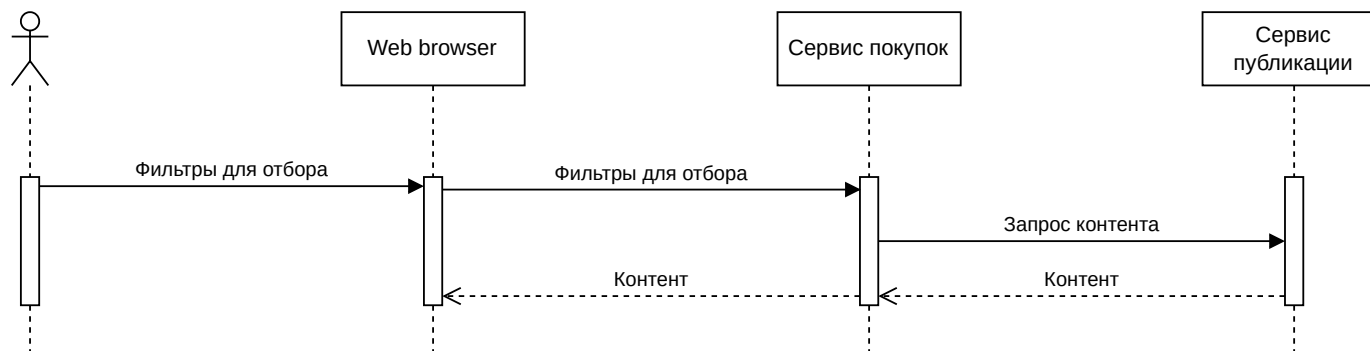 Web browser
Сервис покупок
Сервис
публикации
Фильтры для отбора
Фильтры для отбора
Запрос контента
Контент
Контент